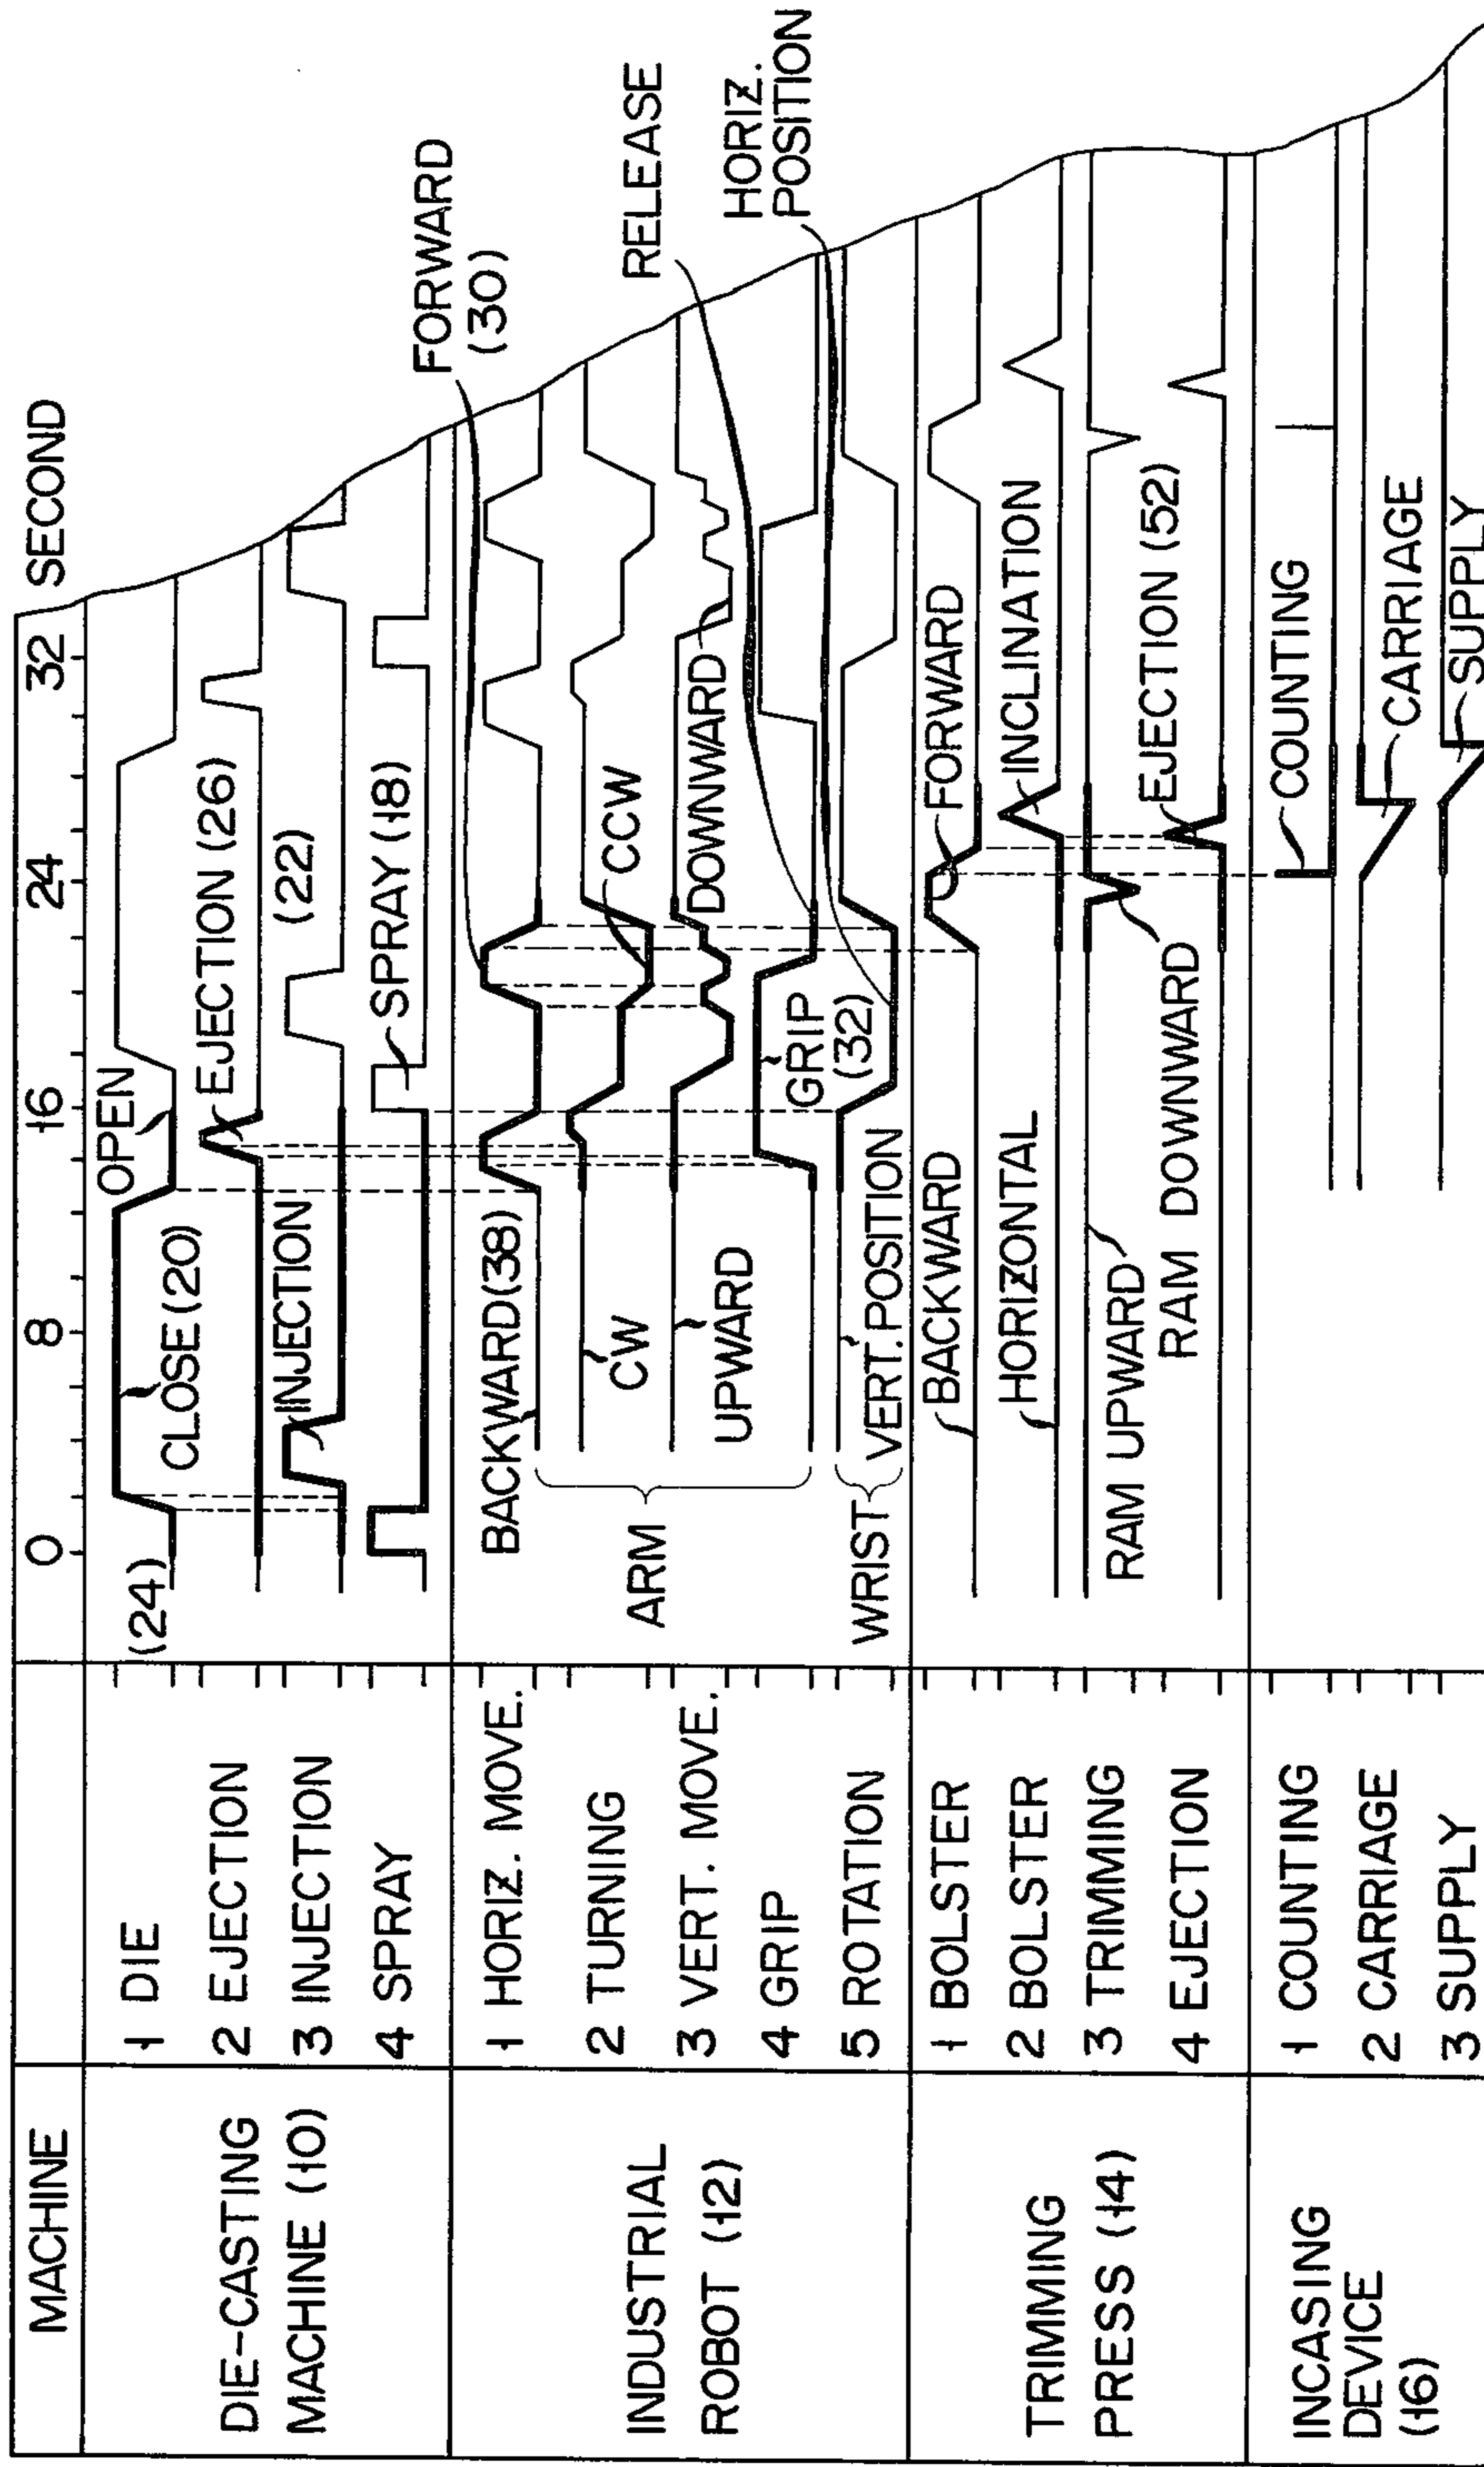 MACHINE
0 8 16 24 32 SECOND
DIE-CASTING
MACHINE (10)
1 DIE
2 EJECTION
3 INJECTION
4 SPRAY
(24)
CLOSE (20)
OPEN
EJECTION (26)
INJECTION
(22)
SPRAY (18)
INDUSTRIAL
ROBOT (12)
1 HORIZ. MOVE.
2 TURNING
3 VERT. MOVE.
4 GRIP
5 ROTATION
ARM
WRIST
BACKWARD (38)
FORWARD
(30)
CW
CCW
UPWARD
DOWNWARD
GRIP
(32)
RELEASE
VERT. POSITION
HORIZ.
POSITION
TRIMMING
PRESS (14)
1 BOLSTER
2 BOLSTER
3 TRIMMING
4 EJECTION
BACKWARD
FORWARD
HORIZONTAL
INCLINATION
RAM UPWARD
RAM DOWNWARD
EJECTION (52)
INCASING
DEVICE
(16)
1 COUNTING
2 CARRIAGE
3 SUPPLY
COUNTING
CARRIAGE
SUPPLY